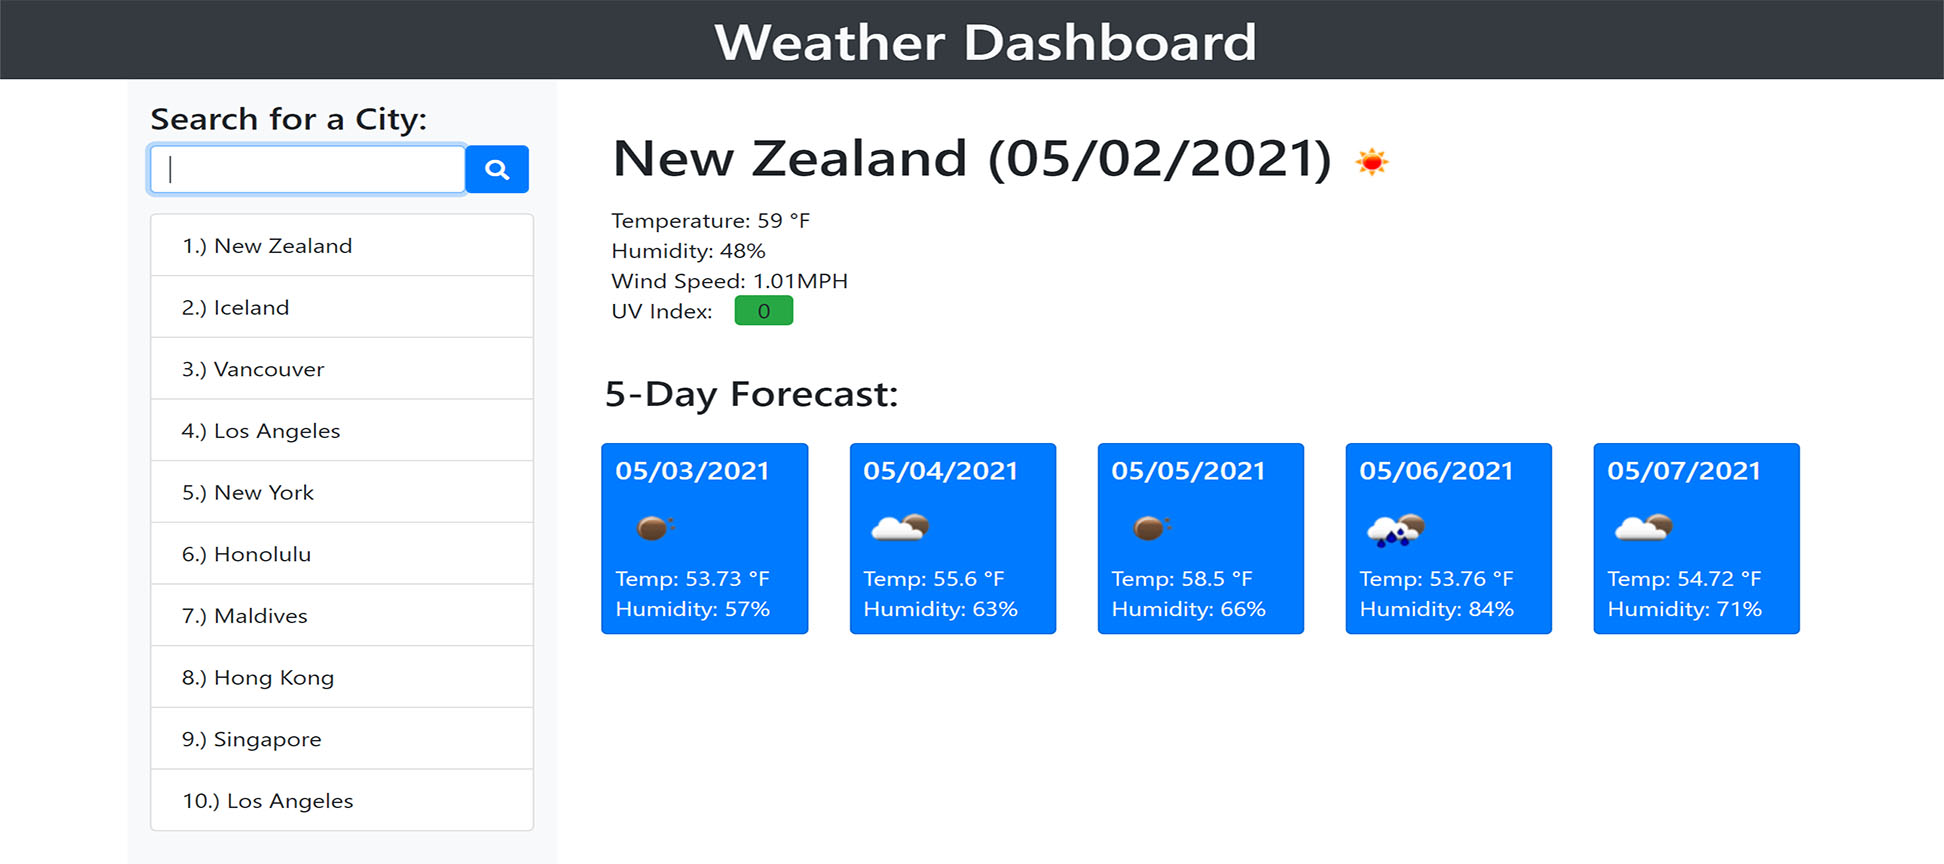 Weather Dashboard
Search for a City:
1.) New Zealand
2.) Iceland
3.) Vancouver
4.) Los Angeles
5.) New York
6.) Honolulu
7.) Maldives
8.) Hong Kong
9.) Singapore
10.) Los Angeles
New Zealand (05/02/2021)
Temperature: 59 °F
Humidity: 48%
Wind Speed: 1.01MPH
UV Index: 0
5-Day Forecast:
05/03/2021
Temp: 53.73 °F
Humidity: 57%
05/04/2021
Temp: 55.6 °F
Humidity: 63%
05/05/2021
Temp: 58.5 °F
Humidity: 66%
05/06/2021
Temp: 53.76 °F
Humidity: 84%
05/07/2021
Temp: 54.72 °F
Humidity: 71%